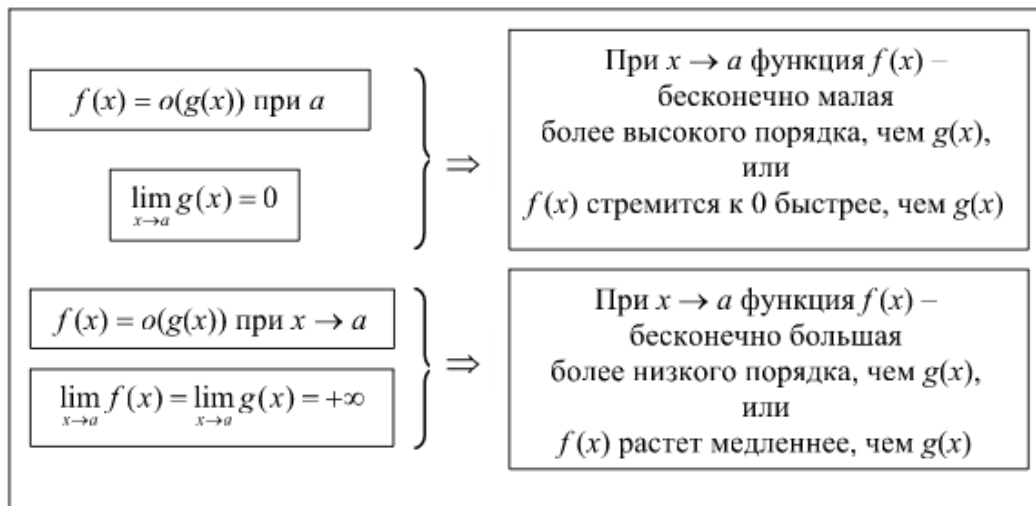 f(x) = o(g(x)) при a
lim g(x) = 0
x→a
} ⇒
При x → a функция f(x) –
бесконечно малая
более высокого порядка, чем g(x),
или
f(x) стремится к 0 быстрее, чем g(x)
f(x) = o(g(x)) при x → a
lim f(x) = lim g(x) = +∞
x→a x→a
} ⇒
При x → a функция f(x) –
бесконечно большая
более низкого порядка, чем g(x),
или
f(x) растет медленнее, чем g(x)